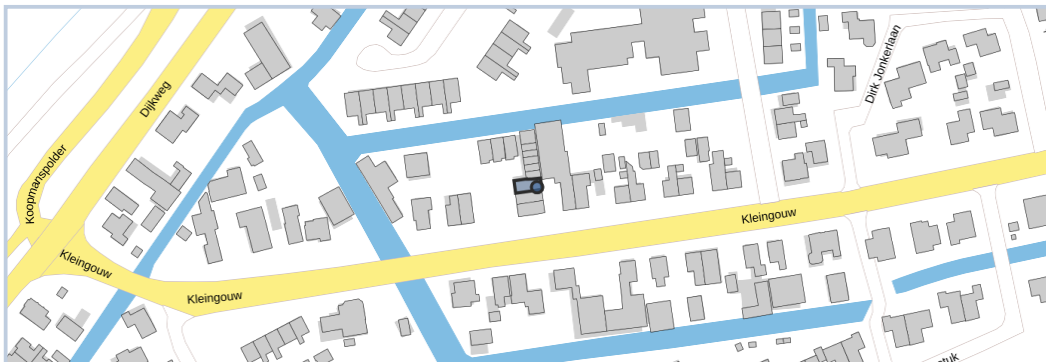 Dirk Jonkerlaan
Dijkweg
Koopmanspolder
Kleingouw
Kleingouw
Kleingouw